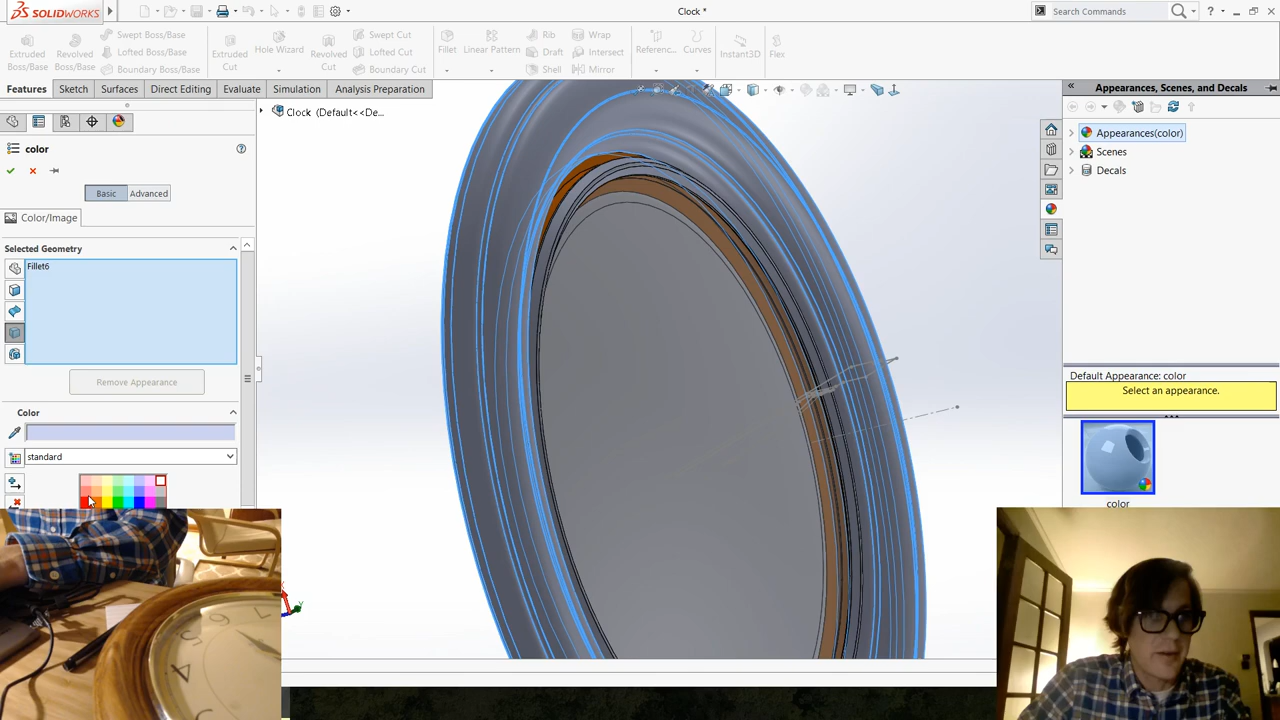 SOLIDWORKS
Clock *
Search Commands
Extruded Boss/Base
Revolved Boss/Base
Swept Boss/Base
Lofted Boss/Base
Boundary Boss/Base
Extruded Cut
Hole Wizard
Revolved Cut
Swept Cut
Lofted Cut
Boundary Cut
Fillet
Linear Pattern
Rib
Draft
Shell
Wrap
Intersect
Mirror
Referenc...
Curves
Instant3D
Flex
Features
Sketch
Surfaces
Direct Editing
Evaluate
Simulation
Analysis Preparation
Appearances, Scenes, and Decals
Clock (Default<<De...
Appearances(color)
Scenes
Decals
color
Basic
Advanced
Color/Image
Selected Geometry
Fillet6
Remove Appearance
Color
standard
Default Appearance: color
Select an appearance.
color
4
5
6